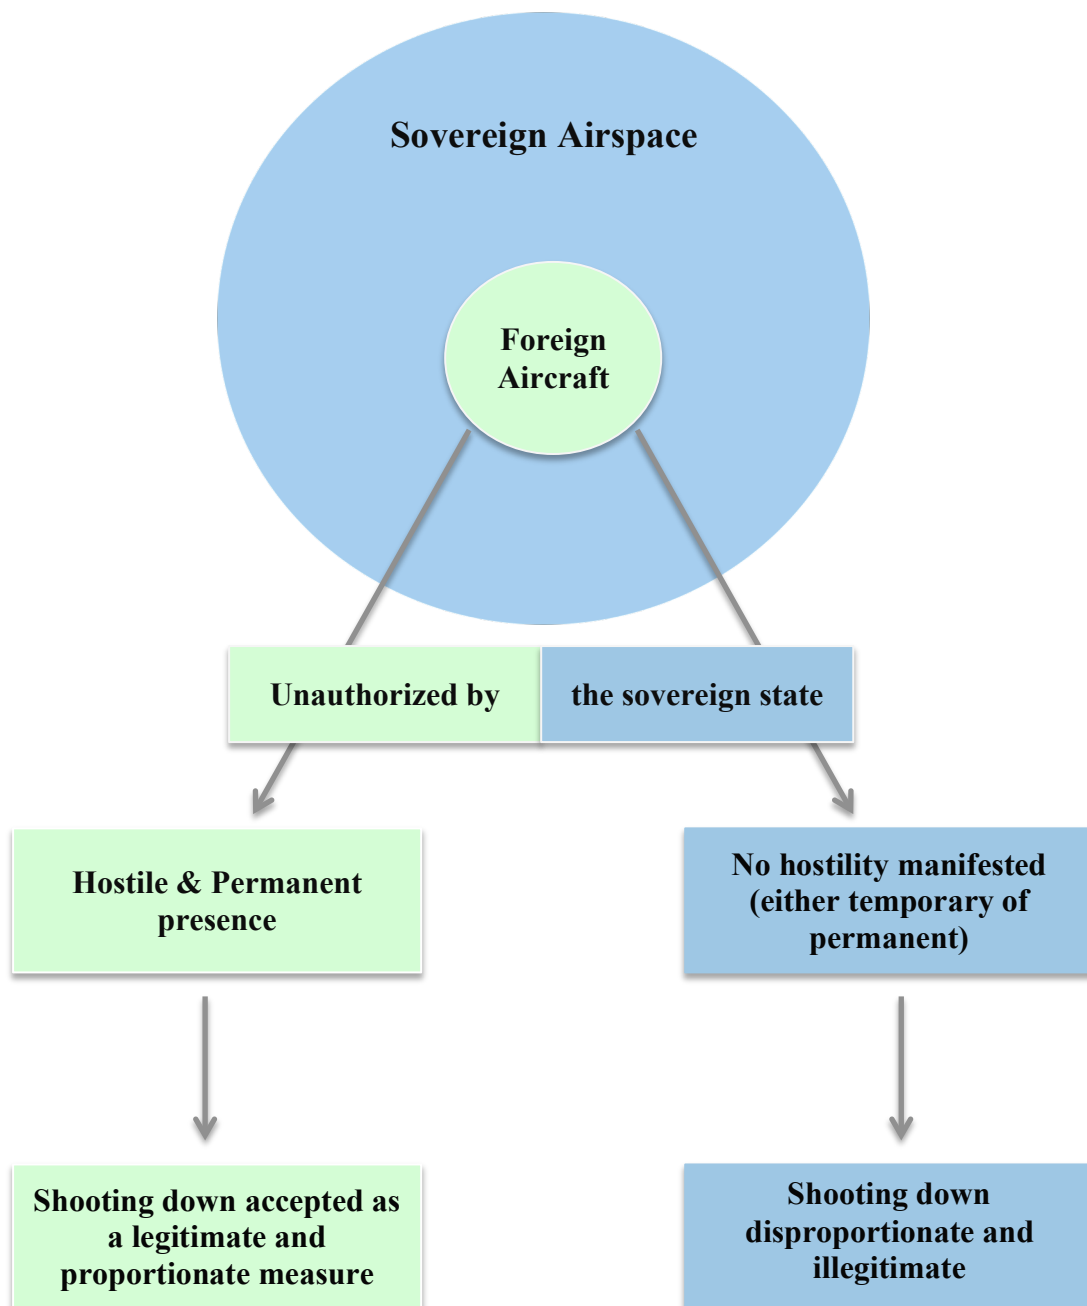 Sovereign Airspace
Foreign
Aircraft
Unauthorized by
the sovereign state
Hostile & Permanent
presence
No hostility manifested
(either temporary of
permanent)
Shooting down accepted as
a legitimate and
proportionate measure
Shooting down
disproportionate and
illegitimate